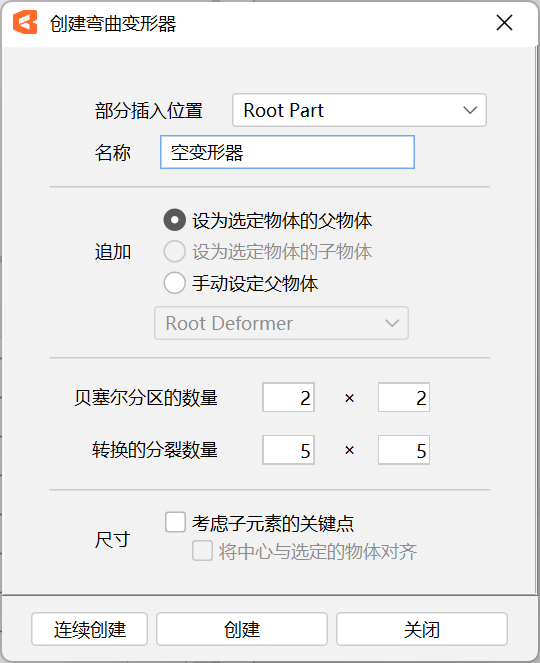 创建弯曲变形器
部分插入位置 Root Part
名称 空变形器
设为选定物体的父物体
追加 设为选定物体的子物体
手动设定父物体
Root Deformer
贝塞尔分区的数量 2 × 2
转换的分裂数量 5 × 5
考虑子元素的关键点
尺寸
将中心与选定的物体对齐
连续创建 创建 关闭